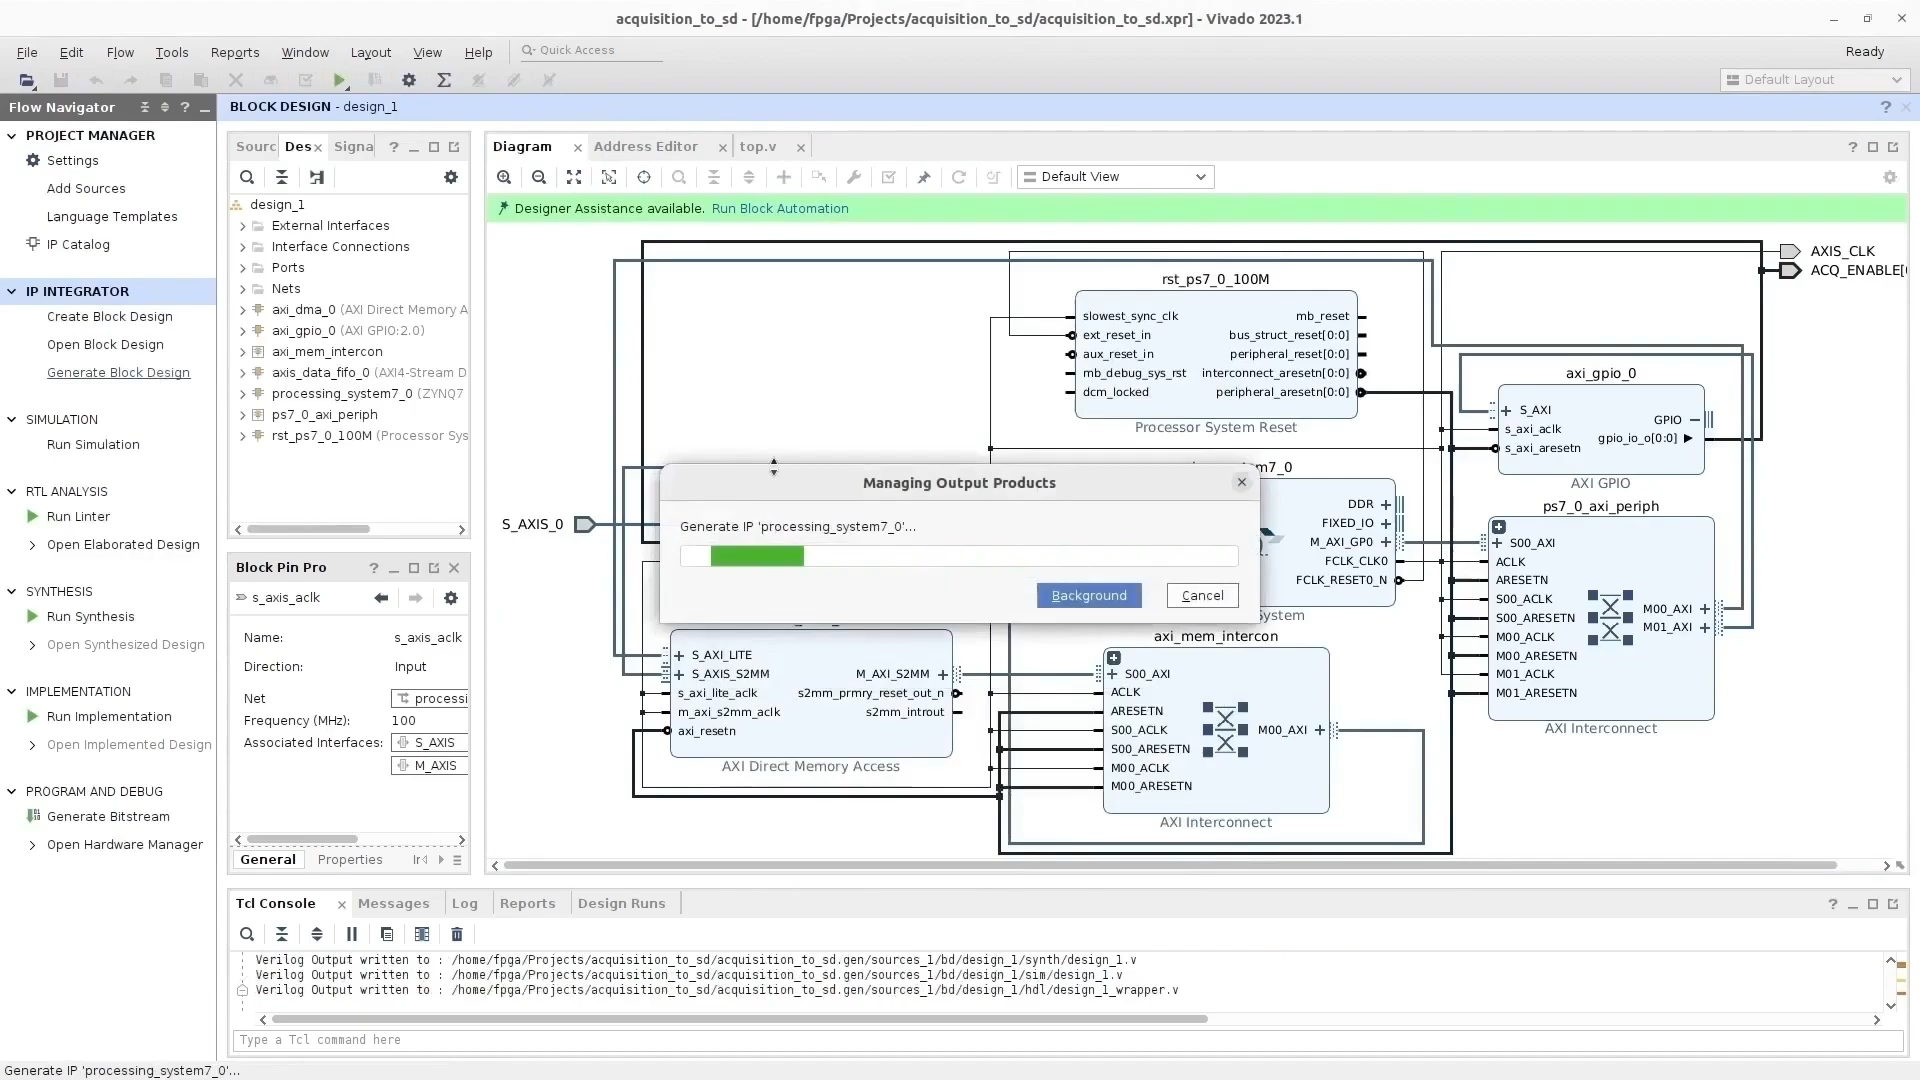 acquisition_to_sd - [/home/fpga/Projects/acquisition_to_sd/acquisition_to_sd.xpr] - Vivado 2023.1
File Edit Flow Tools Reports Window Layout View Help Quick Access Ready
Default Layout
Flow Navigator
PROJECT MANAGER
Settings
Add Sources
Language Templates
IP Catalog
IP INTEGRATOR
Create Block Design
Open Block Design
Generate Block Design
SIMULATION
Run Simulation
RTL ANALYSIS
Run Linter
Open Elaborated Design
SYNTHESIS
Run Synthesis
Open Synthesized Design
IMPLEMENTATION
Run Implementation
Open Implemented Design
PROGRAM AND DEBUG
Generate Bitstream
Open Hardware Manager
BLOCK DESIGN - design_1
Sourc Des Signa
design_1
External Interfaces
Interface Connections
Ports
Nets
axi_dma_0 (AXI Direct Memory A
axi_gpio_0 (AXI GPIO:2.0)
axi_mem_intercon
axis_data_fifo_0 (AXI4-Stream D
processing_system7_0 (ZYNQ7
ps7_0_axi_periph
rst_ps7_0_100M (Processor Sys
Block Pin Pro
s_axis_aclk
Name: s_axis_aclk
Direction: Input
Net processi
Frequency (MHz): 100
Associated Interfaces: S_AXIS
M_AXIS
General Properties Ir
Diagram Address Editor top.v
Default View
Designer Assistance available. Run Block Automation
AXIS_CLK
ACQ_ENABLE[
S_AXIS_0
rst_ps7_0_100M
slowest_sync_clk mb_reset
ext_reset_in bus_struct_reset[0:0]
aux_reset_in peripheral_reset[0:0]
mb_debug_sys_rst interconnect_aresetn[0:0]
dcm_locked peripheral_aresetn[0:0]
Processor System Reset
axi_gpio_0
S_AXI
GPIO
s_axi_aclk
gpio_io_o[0:0]
s_axi_aresetn
AXI GPIO
m7_0
DDR
FIXED_IO
M_AXI_GP0
FCLK_CLK0
FCLK_RESET0_N
System
ps7_0_axi_periph
S00_AXI
ACLK
ARESETN
S00_ACLK
S00_ARESETN
M00_ACLK
M00_ARESETN
M01_ACLK
M01_ARESETN
M00_AXI
M01_AXI
AXI Interconnect
Managing Output Products
Generate IP 'processing_system7_0'...
Background Cancel
S_AXI_LITE
S_AXIS_S2MM M_AXI_S2MM
s_axi_lite_aclk s2mm_prmry_reset_out_n
m_axi_s2mm_aclk s2mm_introut
axi_resetn
AXI Direct Memory Access
axi_mem_intercon
S00_AXI
ACLK
ARESETN
S00_ACLK M00_AXI
S00_ARESETN
M00_ACLK
M00_ARESETN
AXI Interconnect
Tcl Console Messages Log Reports Design Runs
Verilog Output written to : /home/fpga/Projects/acquisition_to_sd/acquisition_to_sd.gen/sources_1/bd/design_1/synth/design_1.v
Verilog Output written to : /home/fpga/Projects/acquisition_to_sd/acquisition_to_sd.gen/sources_1/bd/design_1/sim/design_1.v
Verilog Output written to : /home/fpga/Projects/acquisition_to_sd/acquisition_to_sd.gen/sources_1/bd/design_1/hdl/design_1_wrapper.v
Type a Tcl command here
Generate IP 'processing_system7_0'...